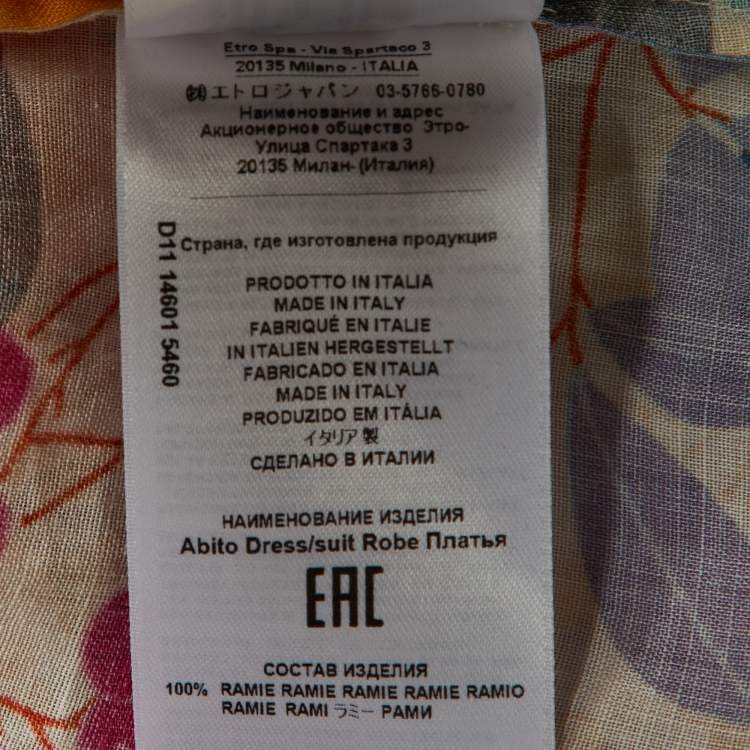 Etro Spa - Via Spartaco 3
20135 Milano - ITALIA
㈱エトロジャパン 03-5766-0780
Наименование и адрес
Акционерное общество Этро-
Улица Спартака 3
20135 Милан- (Италия)
D11 14601 5460
Страна, где изготовлена продукция
PRODOTTO IN ITALIA
MADE IN ITALY
FABRIQUÉ EN ITALIE
IN ITALIEN HERGESTELLT
FABRICADO EN ITALIA
MADE IN ITALY
PRODUZIDO EM ITÁLIA
イタリア製
СДЕЛАНО В ИТАЛИИ
НАИМЕНОВАНИЕ ИЗДЕЛИЯ
Abito Dress/suit Robe Платья
EAC
СОСТАВ ИЗДЕЛИЯ
100% RAMIE RAMIE RAMIE RAMIE RAMIO
RAMIE RAMI ラミー РАМИ